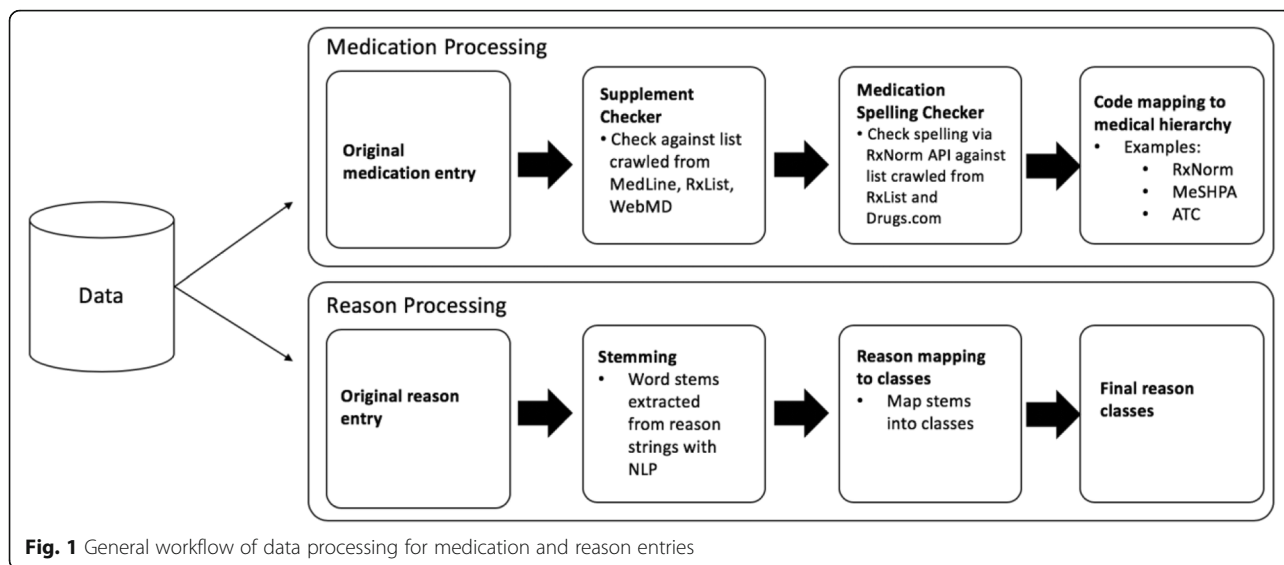 Medication Processing
Original
medication entry
Supplement
Checker
• Check against list
crawled from
MedLine, RxList,
WebMD
Medication
Spelling Checker
• Check spelling via
RxNorm API against
list crawled from
RxList and
Drugs.com
Code mapping to
medical hierarchy
• Examples:
• RxNorm
• MeSHPA
• ATC
Data
Reason Processing
Original reason
entry
Stemming
• Word stems
extracted
from reason
strings with
NLP
Reason mapping
to classes
• Map stems
into classes
Final reason
classes
Fig. 1 General workflow of data processing for medication and reason entries